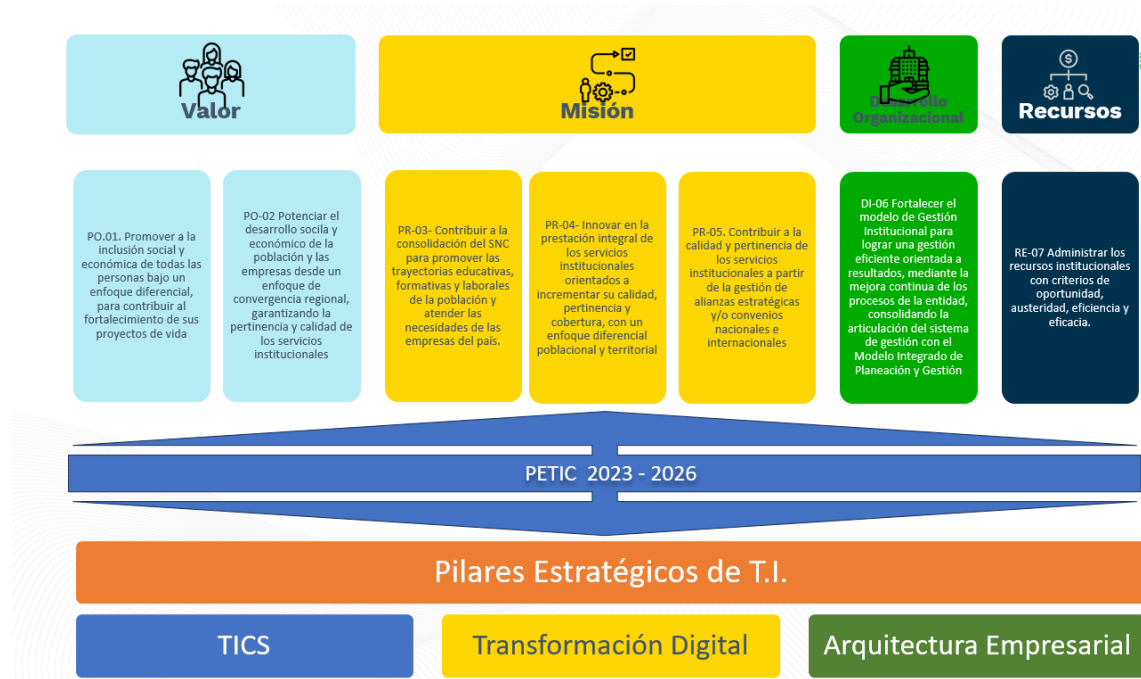 Valor
Misión
Desarrollo
Organizacional
Recursos
PO.01. Promover a la
inclusión social y
económica de todas las
personas bajo un
enfoque diferencial,
para contribuir al
fortalecimiento de sus
proyectos de vida
PO-02 Potenciar el
desarrollo socila y
económico de la
población y las
empresas desde un
enfoque de
convergencia regional,
garantizando la
pertinencia y calidad de
los servicios
institucionales
PR-03- Contribuir a la
consolidación del SNC
para promover las
trayectorias educativas,
formativas y laborales
de la población y
atender las
necesidades de las
empresas del país.
PR-04- Innovar en la
prestación integral de
los servicios
institucionales
orientados a
incrementar su calidad,
pertinencia y
cobertura, con un
enfoque diferencial
poblacional y territorial
PR-05. Contribuir a la
calidad y pertinencia de
los servicios
institucionales a partir
de la gestión de
alianzas estratégicas
y/o convenios
nacionales e
internacionales
DI-06 Fortalecer el
modelo de Gestión
Institucional para
lograr una gestión
eficiente orientada a
resultados, mediante la
mejora continua de los
procesos de la entidad,
consolidando la
articulación del sistema
de gestión con el
Modelo Integrado de
Planeación y Gestión
RE-07 Administrar los
recursos institucionales
con criterios de
oportunidad,
austeridad, eficiencia y
eficacia.
PETIC 2023 - 2026
Pilares Estratégicos de T.I.
TICS
Transformación Digital
Arquitectura Empresarial